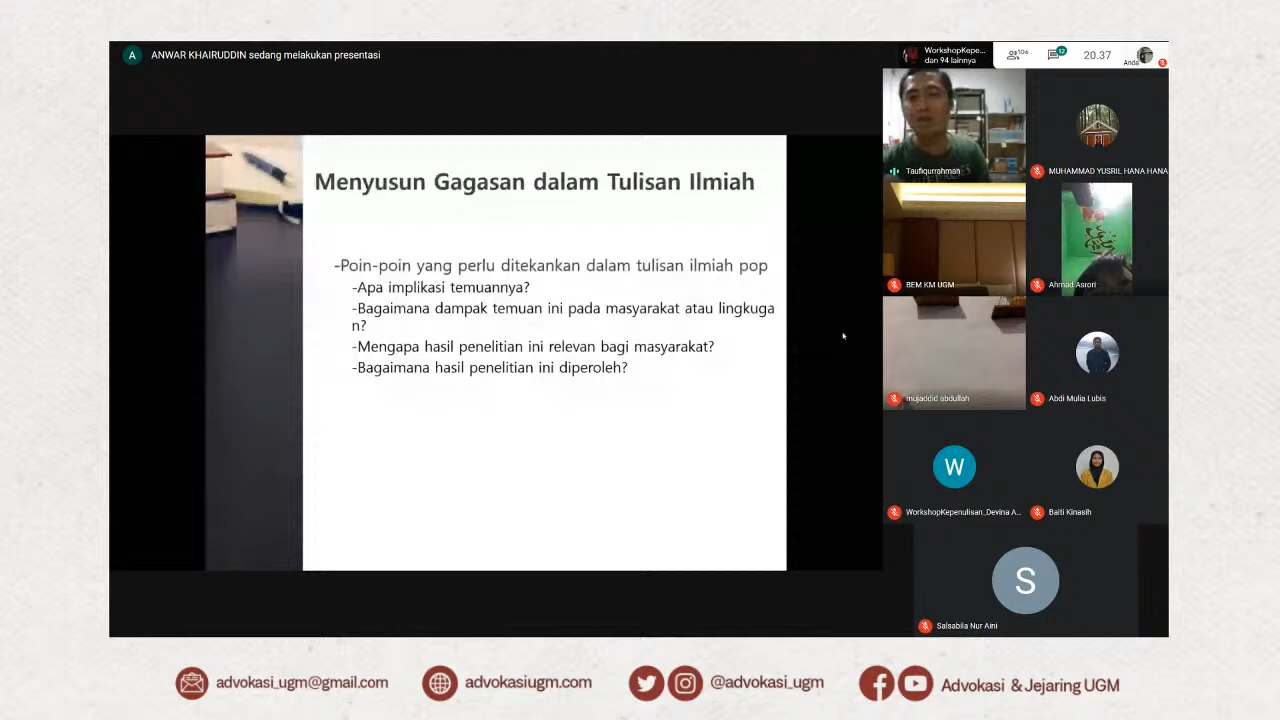 A ANWAR KHAIRUDDIN sedang melakukan presentasi
WorkshopKepe...
dan 94 lainnya
106
12
20.37
Anda
Menyusun Gagasan dalam Tulisan Ilmiah
-Poin-poin yang perlu ditekankan dalam tulisan ilmiah pop
-Apa implikasi temuannya?
-Bagaimana dampak temuan ini pada masyarakat atau lingkunga
n?
-Mengapa hasil penelitian ini relevan bagi masyarakat?
-Bagaimana hasil penelitian ini diperoleh?
Taufiqurrahman
MUHAMMAD YUSRIL HANA HANA
BEM KM UGM
Ahmad Asrori
mujaddid abdullah
Abdi Mulia Lubis
W
WorkshopKepenulisan_Devina A...
Baiti Kinasih
S
Salsabila Nur Aini
advokasi_ugm@gmail.com
advokasiugm.com
@advokasi_ugm
Advokasi & Jejaring UGM